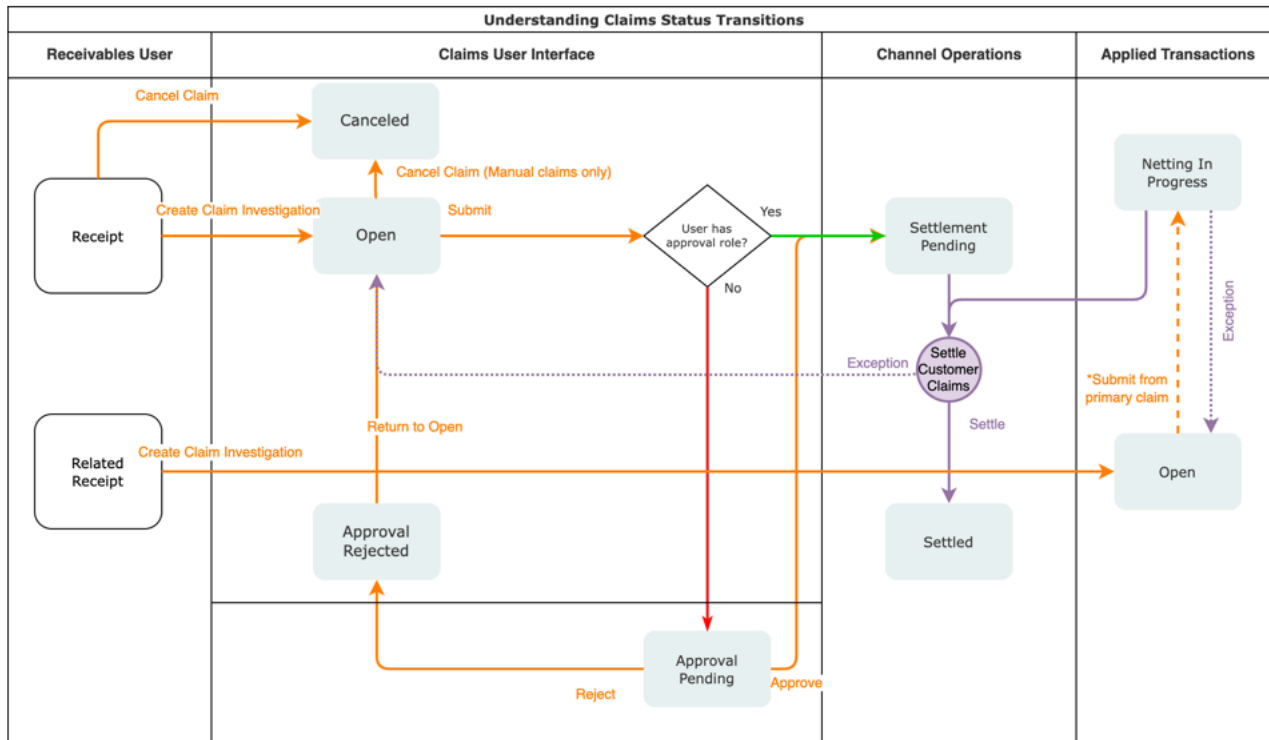 Understanding Claims Status Transitions
Receivables User
Claims User Interface
Channel Operations
Applied Transactions
Cancel Claim
Canceled
Netting In
Progress
Cancel Claim (Manual claims only)
Receipt
Create Claim Investigation
Open
Submit
User has
approval role?
Yes
No
Settlement
Pending
Exception
Settle
Customer
Claims
Exception
*Submit from
primary claim
Return to Open
Settle
Related
Receipt
Create Claim Investigation
Open
Approval
Rejected
Settled
Approval
Pending
Reject
Approve